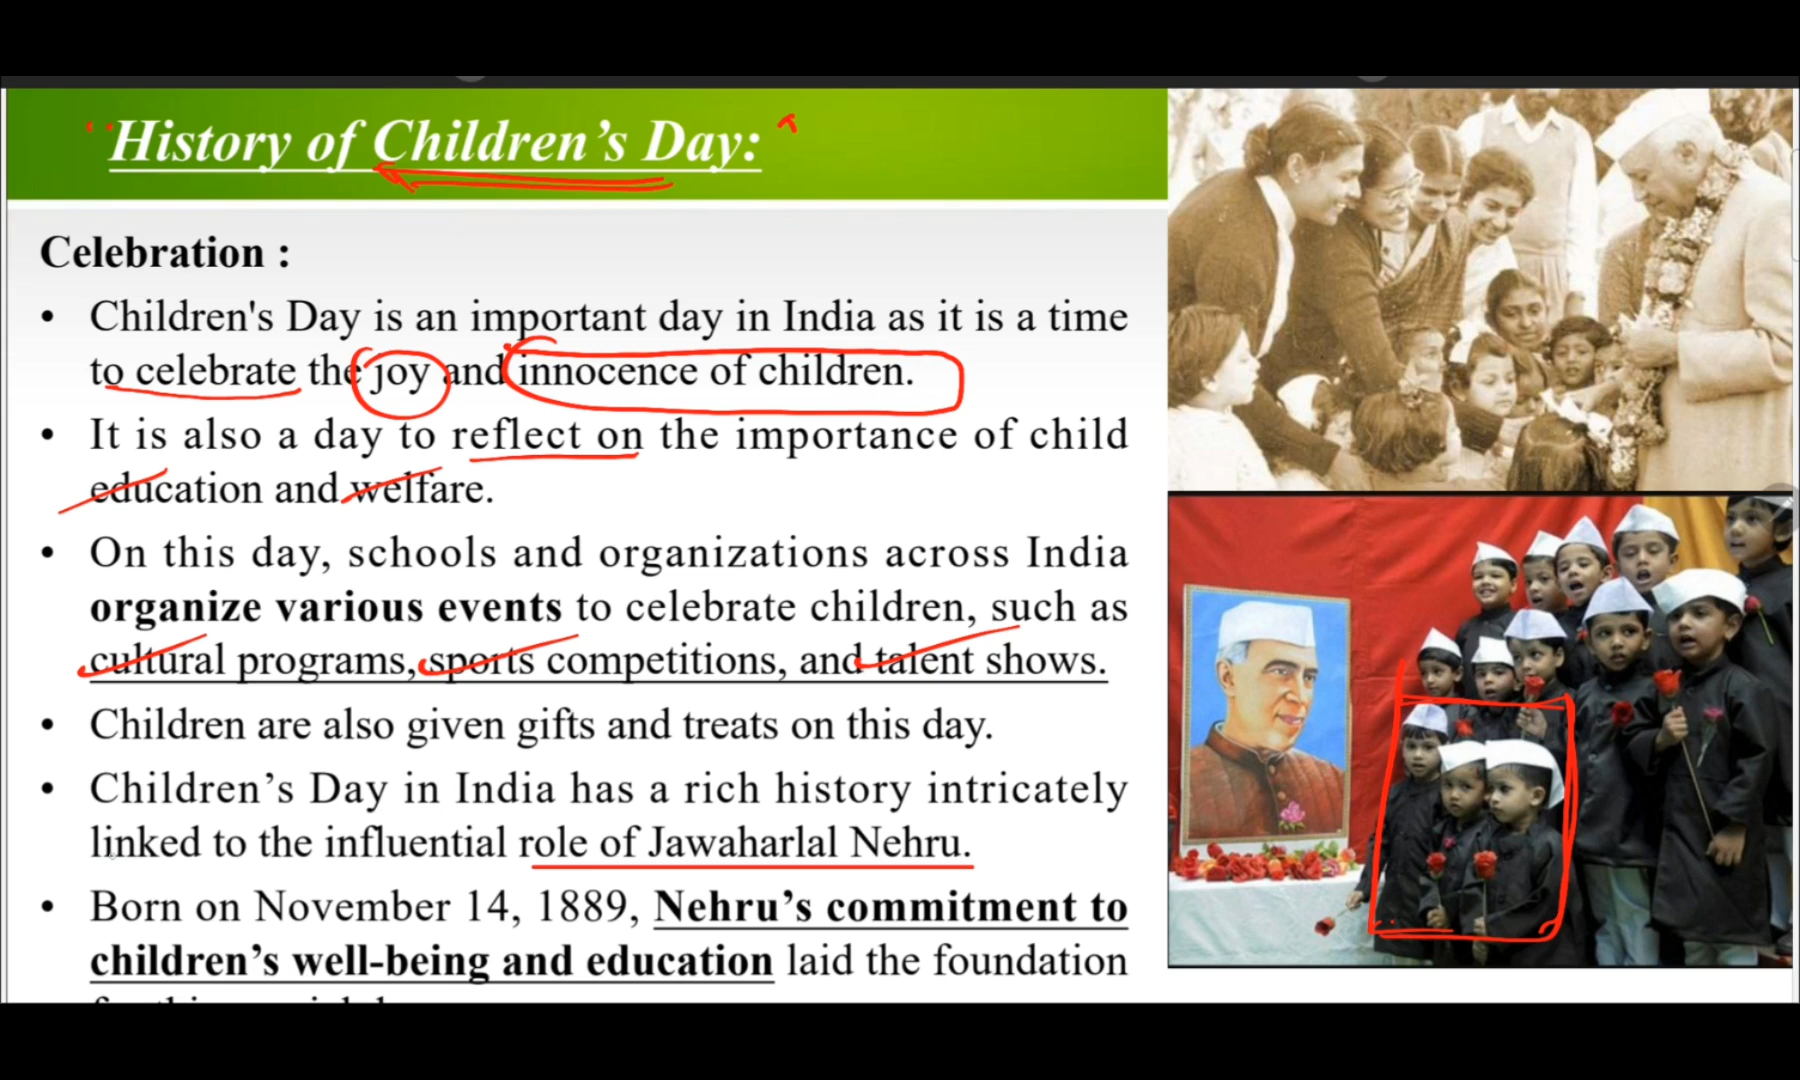 History of Children’s Day:
Celebration :
• Children's Day is an important day in India as it is a time
to celebrate the joy and innocence of children.
• It is also a day to reflect on the importance of child
education and welfare.
• On this day, schools and organizations across India
organize various events to celebrate children, such as
cultural programs, sports competitions, and talent shows.
• Children are also given gifts and treats on this day.
• Children’s Day in India has a rich history intricately
linked to the influential role of Jawaharlal Nehru.
• Born on November 14, 1889, Nehru’s commitment to
children’s well-being and education laid the foundation